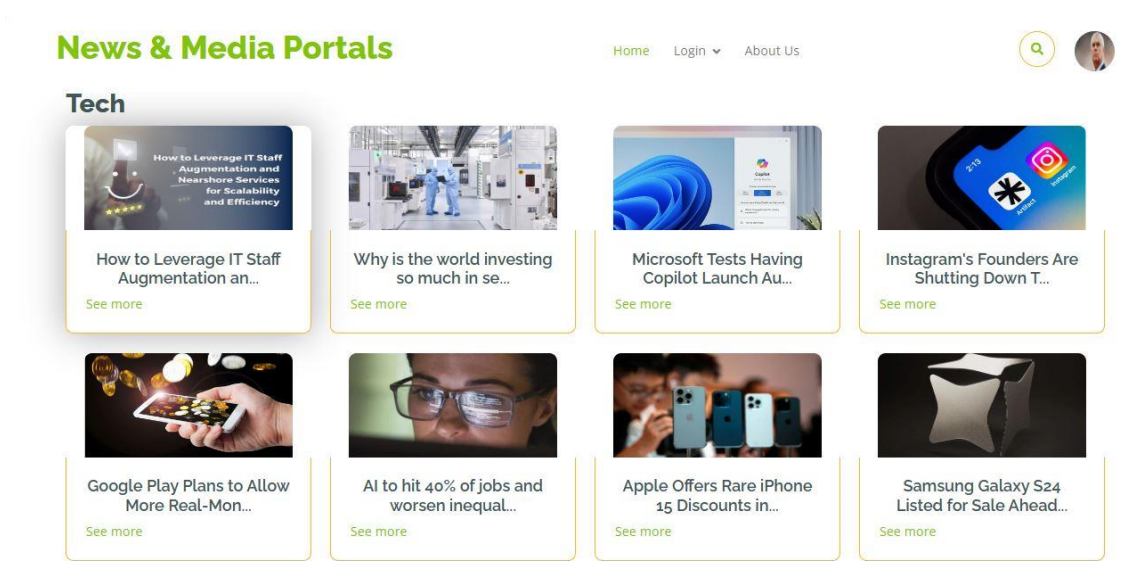 News & Media Portals
Home Login About Us
Tech
How to Leverage IT Staff
Augmentation and
Nearshore Services
for Scalability
and Efficiency
Copilot
2:13
Artifact
Instagram
How to Leverage IT Staff
Augmentation an...
See more
Why is the world investing
so much in se...
See more
Microsoft Tests Having
Copilot Launch Au...
See more
Instagram's Founders Are
Shutting Down T...
See more
Google Play Plans to Allow
More Real-Mon...
See more
AI to hit 40% of jobs and
worsen inequal...
See more
Apple Offers Rare iPhone
15 Discounts in...
See more
Samsung Galaxy S24
Listed for Sale Ahead...
See more